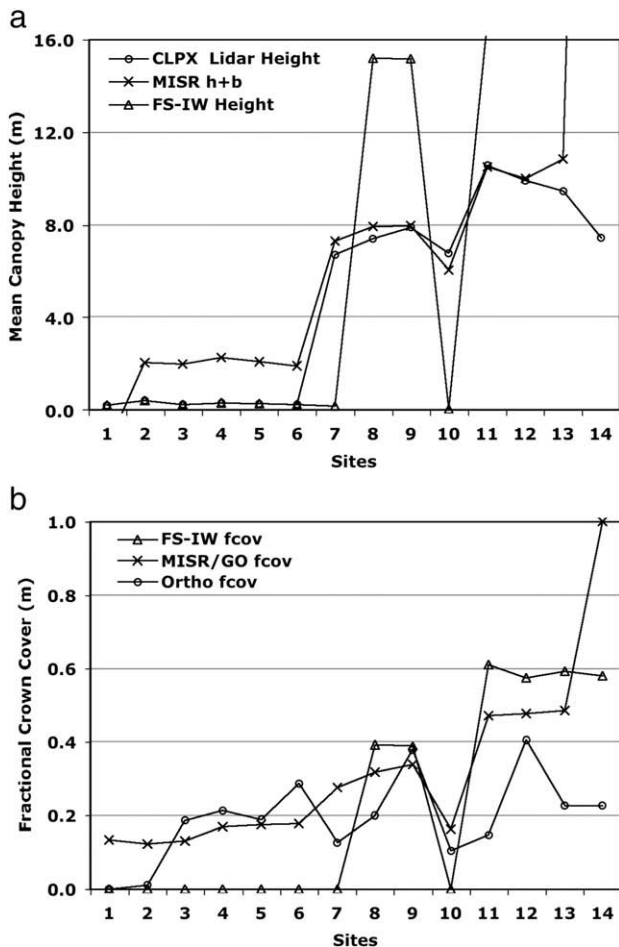 a
16.0
12.0
8.0
4.0
0.0
Mean Canopy Height (m)
CLPX Lidar Height
MISR h+b
FS-IW Height
1 2 3 4 5 6 7 8 9 10 11 12 13 14
Sites
b
1.0
0.8
0.6
0.4
0.2
0.0
Fractional Crown Cover (m)
FS-IW fcov
MISR/GO fcov
Ortho fcov
1 2 3 4 5 6 7 8 9 10 11 12 13 14
Sites